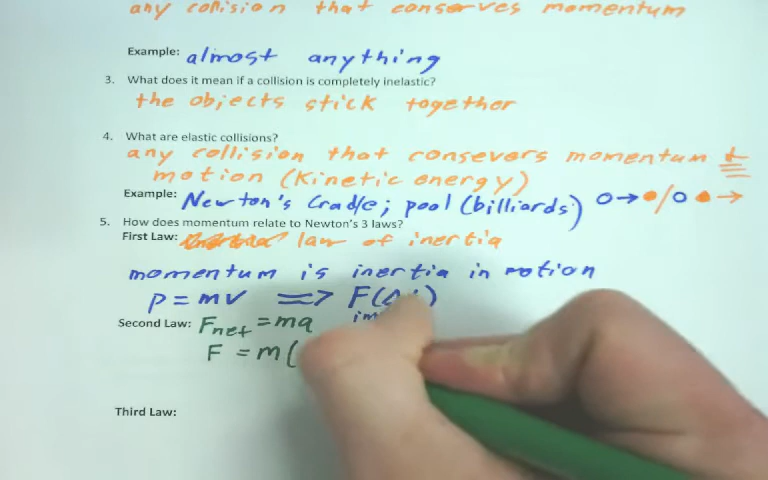 any collision that conserves momentum
Example: almost anything
3. What does it mean if a collision is completely inelastic?
the objects stick together
4. What are elastic collisions?
any collision that consevers momentum +
motion (Kinetic energy)
Example: Newton's Cradle; pool (billiards)
5. How does momentum relate to Newton's 3 laws?
First Law: law of inertia
momentum is inertia in motion
p = mv => F(Δt)
Second Law: Fnet = ma
F = m(
Third Law: